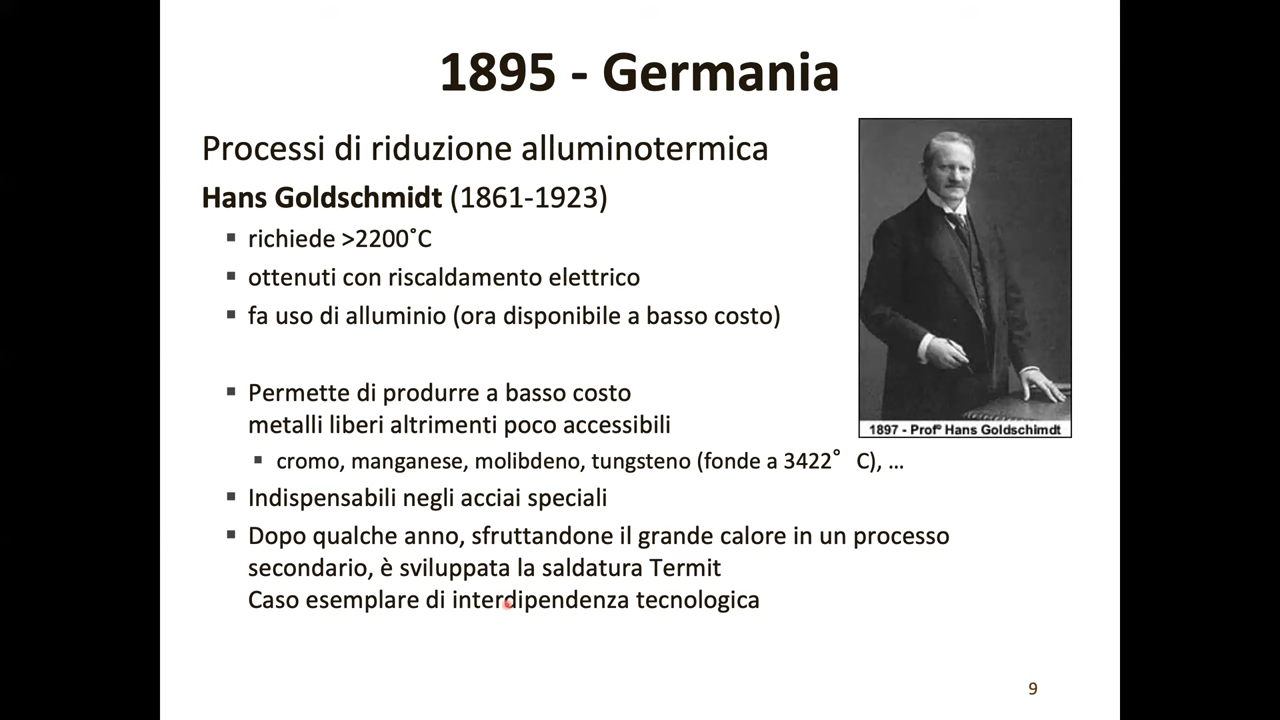 1895 - Germania
Processi di riduzione alluminotermica
Hans Goldschmidt (1861-1923)
▪ richiede >2200°C
▪ ottenuti con riscaldamento elettrico
▪ fa uso di alluminio (ora disponibile a basso costo)
▪ Permette di produrre a basso costo
metalli liberi altrimenti poco accessibili
▪ cromo, manganese, molibdeno, tungsteno (fonde a 3422° C), ...
▪ Indispensabili negli acciai speciali
▪ Dopo qualche anno, sfruttandone il grande calore in un processo
secondario, è sviluppata la saldatura Termit
Caso esemplare di interdipendenza tecnologica
1897 - Profº Hans Goldschimdt
9